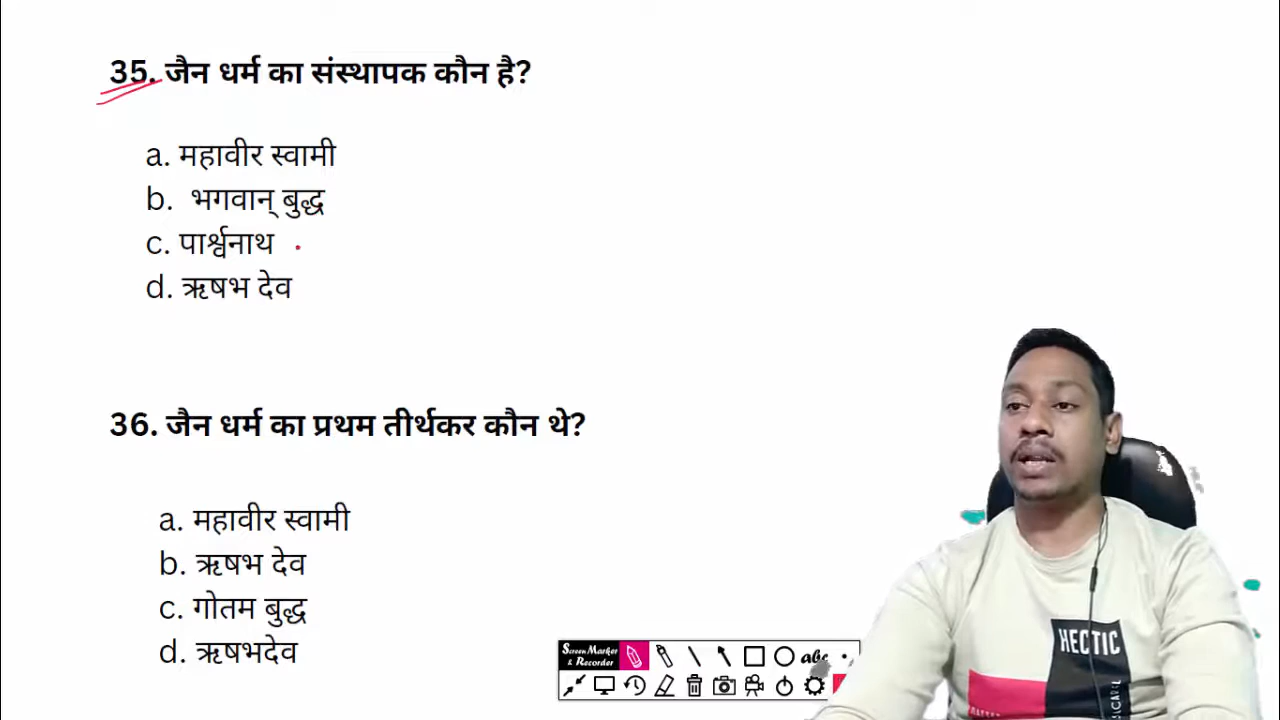 35. जैन धर्म का संस्थापक कौन है?
a. महावीर स्वामी
b. भगवान् बुद्ध
c. पार्श्वनाथ
d. ऋषभ देव
36. जैन धर्म का प्रथम तीर्थकर कौन थे?
a. महावीर स्वामी
b. ऋषभ देव
c. गोतम बुद्ध
d. ऋषभदेव
Screen Marker
& Recorder
abc
HECTIC